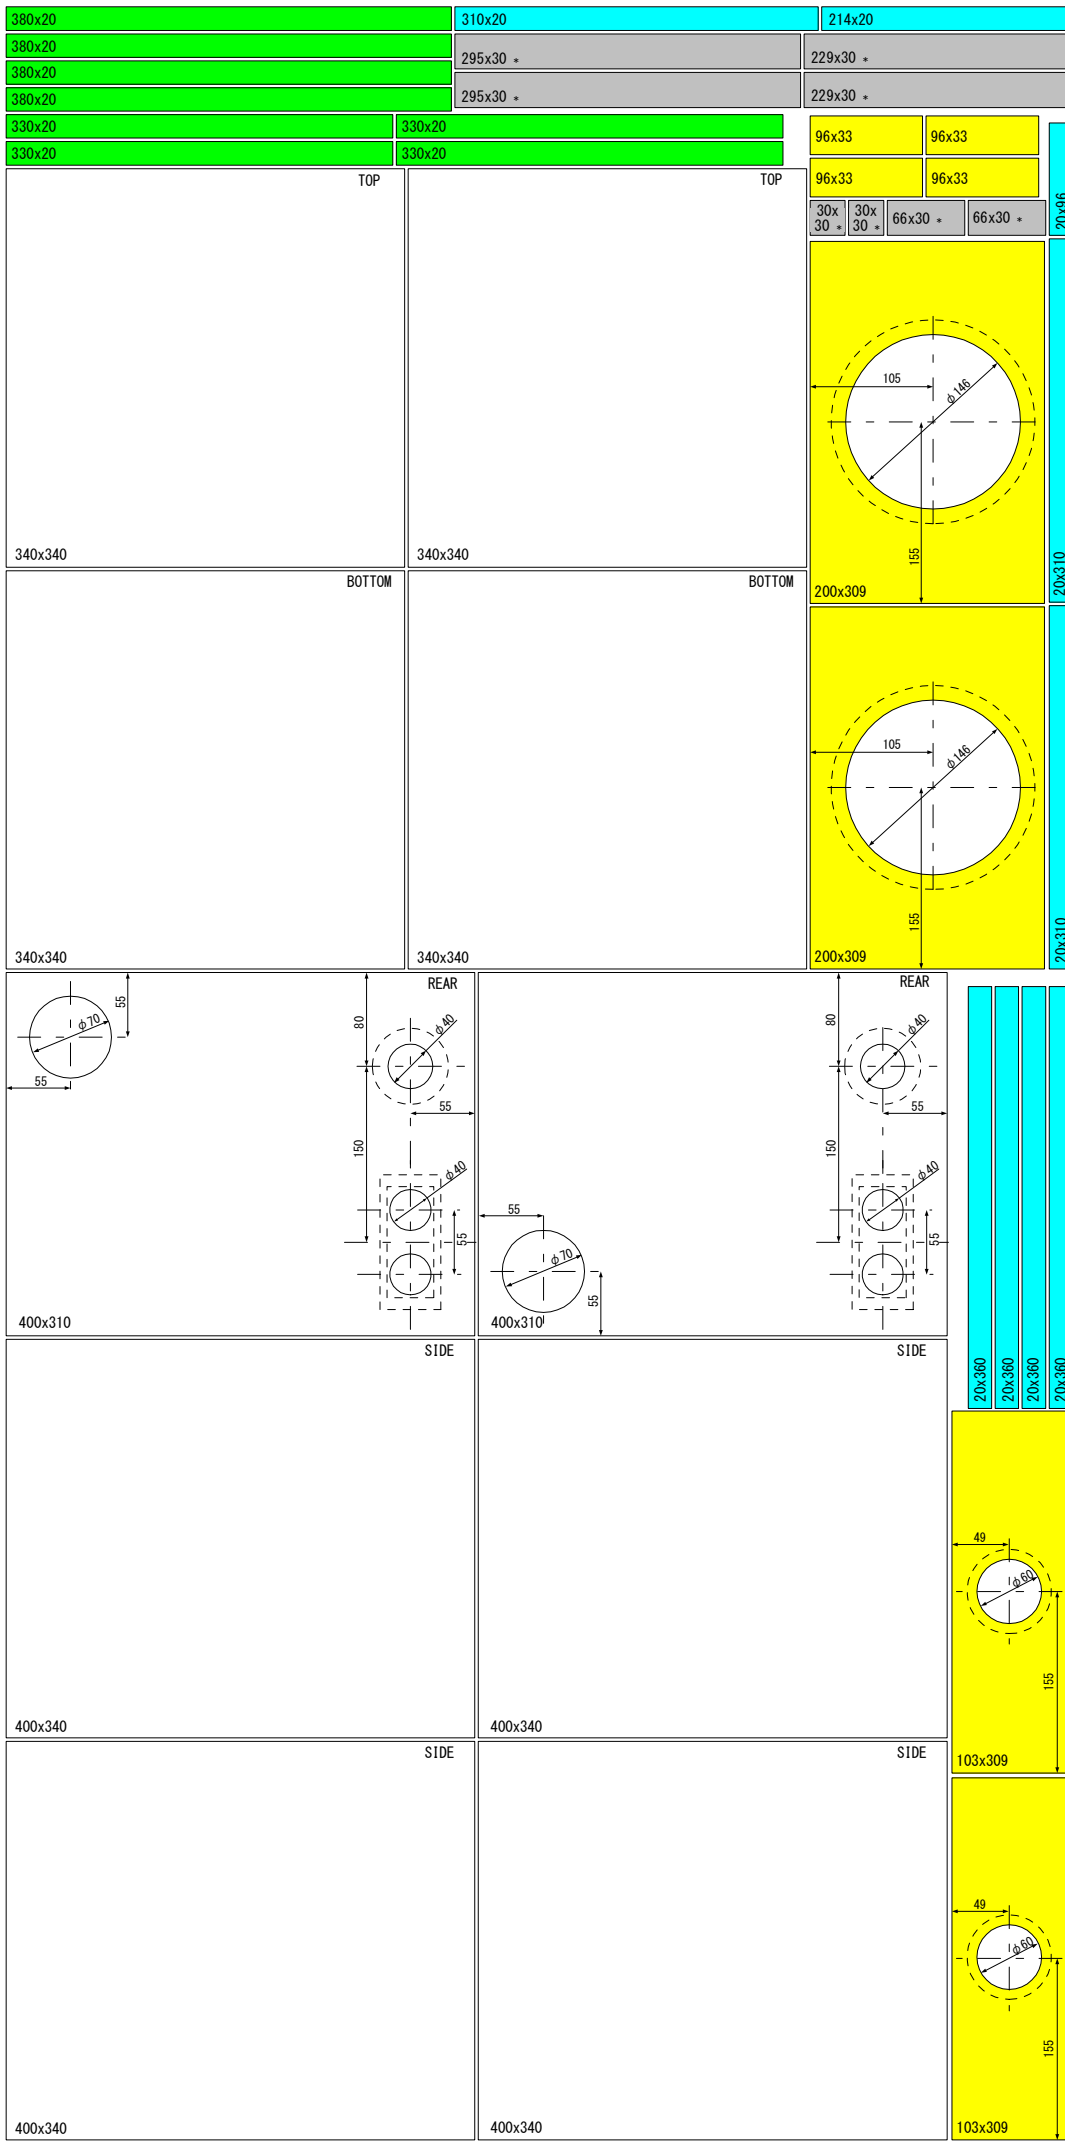 380x20
310x20
214x20
380x20
295x30 *
229x30 *
380x20
380x20
295x30 *
229x30 *
330x20
330x20
330x20
330x20
96x33
96x33
96x33
96x33
20x96
30x
30 *
30x
30 *
66x30 *
66x30 *
TOP
340x340
TOP
340x340
105
φ146
155
200x309
20x310
BOTTOM
340x340
BOTTOM
340x340
105
φ146
155
200x309
20x310
REAR
55
φ70
55
80
φ40
55
150
φ40
55
400x310
REAR
80
φ40
55
150
φ40
55
55
φ70
55
400x310
20x360
20x360
20x360
20x360
SIDE
400x340
SIDE
400x340
49
φ60
155
103x309
SIDE
400x340
SIDE
400x340
49
φ60
155
103x309